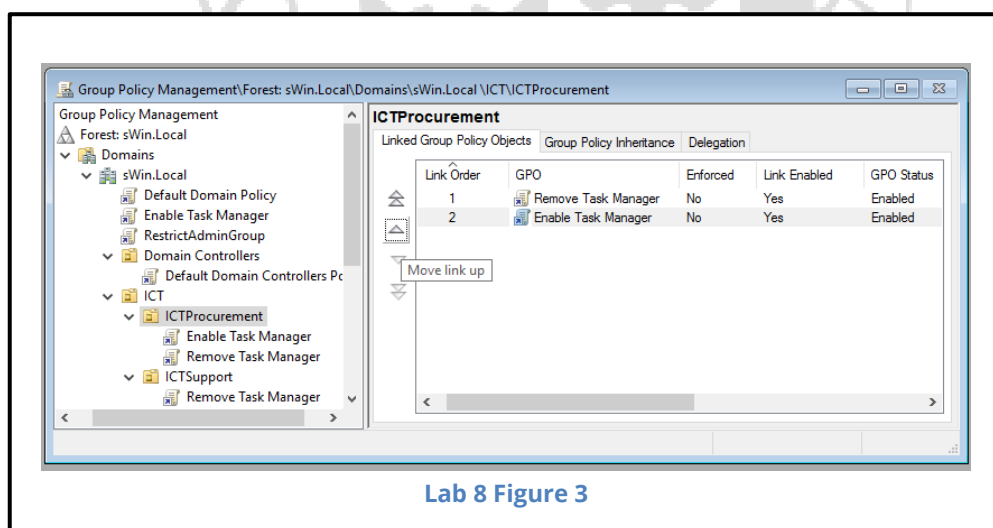 Group Policy Management\Forest: sWin.Local\Domains\sWin.Local \ICT\ICTProcurement
Group Policy Management
Forest: sWin.Local
Domains
sWin.Local
Default Domain Policy
Enable Task Manager
RestrictAdminGroup
Domain Controllers
Default Domain Controllers Pc
ICT
ICTProcurement
Enable Task Manager
Remove Task Manager
ICTSupport
Remove Task Manager
ICTProcurement
Linked Group Policy Objects Group Policy Inheritance Delegation
Link Order GPO Enforced Link Enabled GPO Status
1 Remove Task Manager No Yes Enabled
2 Enable Task Manager No Yes Enabled
Move link up
Lab 8 Figure 3